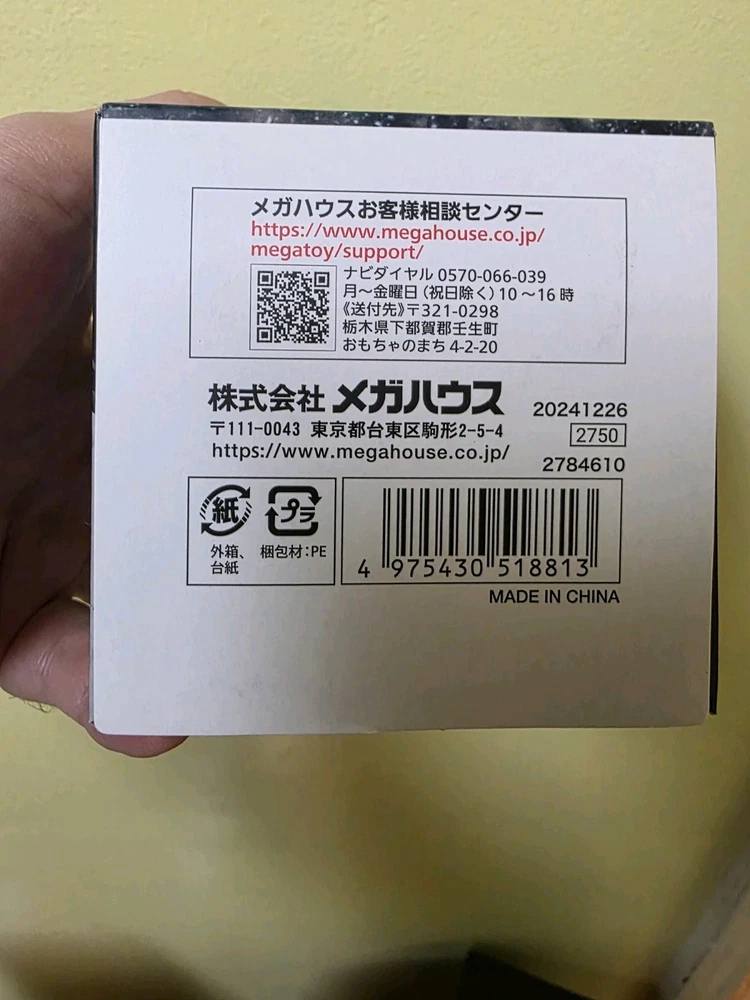 メガハウスお客様相談センター
https://www.megahouse.co.jp/
megatoy/support/
ナビダイヤル 0570-066-039
月～金曜日（祝日除く）10～16時
《送付先》〒321-0298
栃木県下都賀郡壬生町
おもちゃのまち 4-2-20
株式会社 メガハウス
〒111-0043 東京都台東区駒形2-5-4
https://www.megahouse.co.jp/
20241226
2750
2784610
紙
外箱、
台紙
プラ
梱包材：PE
4 975430 518813
MADE IN CHINA